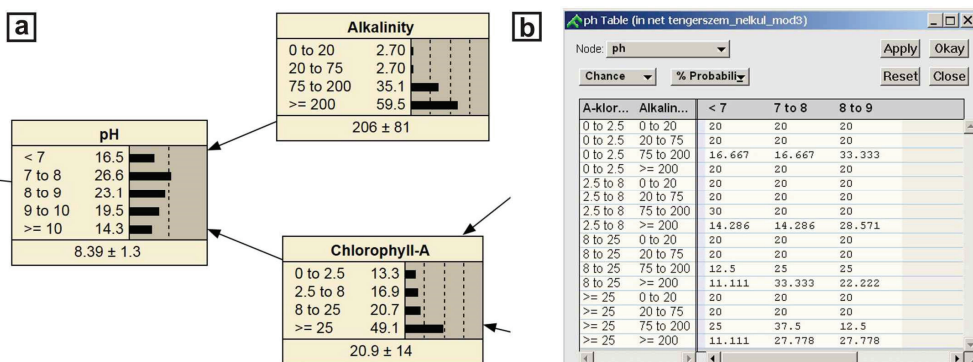 a
Alkalinity
0 to 20 2.70
20 to 75 2.70
75 to 200 35.1
>= 200 59.5
206 ± 81
pH
< 7 16.5
7 to 8 26.6
8 to 9 23.1
9 to 10 19.5
>= 10 14.3
8.39 ± 1.3
Chlorophyll-A
0 to 2.5 13.3
2.5 to 8 16.9
8 to 25 20.7
>= 25 49.1
20.9 ± 14
b
ph Table (in net tengerszem_nelkul_mod3)
Node: ph Apply Okay
Chance % Probabili Reset Close
A-klor... Alkalin... < 7 7 to 8 8 to 9
0 to 2.5 0 to 20 20 20 20
0 to 2.5 20 to 75 20 20 20
0 to 2.5 75 to 200 16.667 16.667 33.333
0 to 2.5 >= 200 20 20 20
2.5 to 8 0 to 20 20 20 20
2.5 to 8 20 to 75 20 20 20
2.5 to 8 75 to 200 30 20 20
2.5 to 8 >= 200 14.286 14.286 28.571
8 to 25 0 to 20 20 20 20
8 to 25 20 to 75 20 20 20
8 to 25 75 to 200 12.5 25 25
8 to 25 >= 200 11.111 33.333 22.222
>= 25 0 to 20 20 20 20
>= 25 20 to 75 20 20 20
>= 25 75 to 200 25 37.5 12.5
>= 25 >= 200 11.111 27.778 27.778